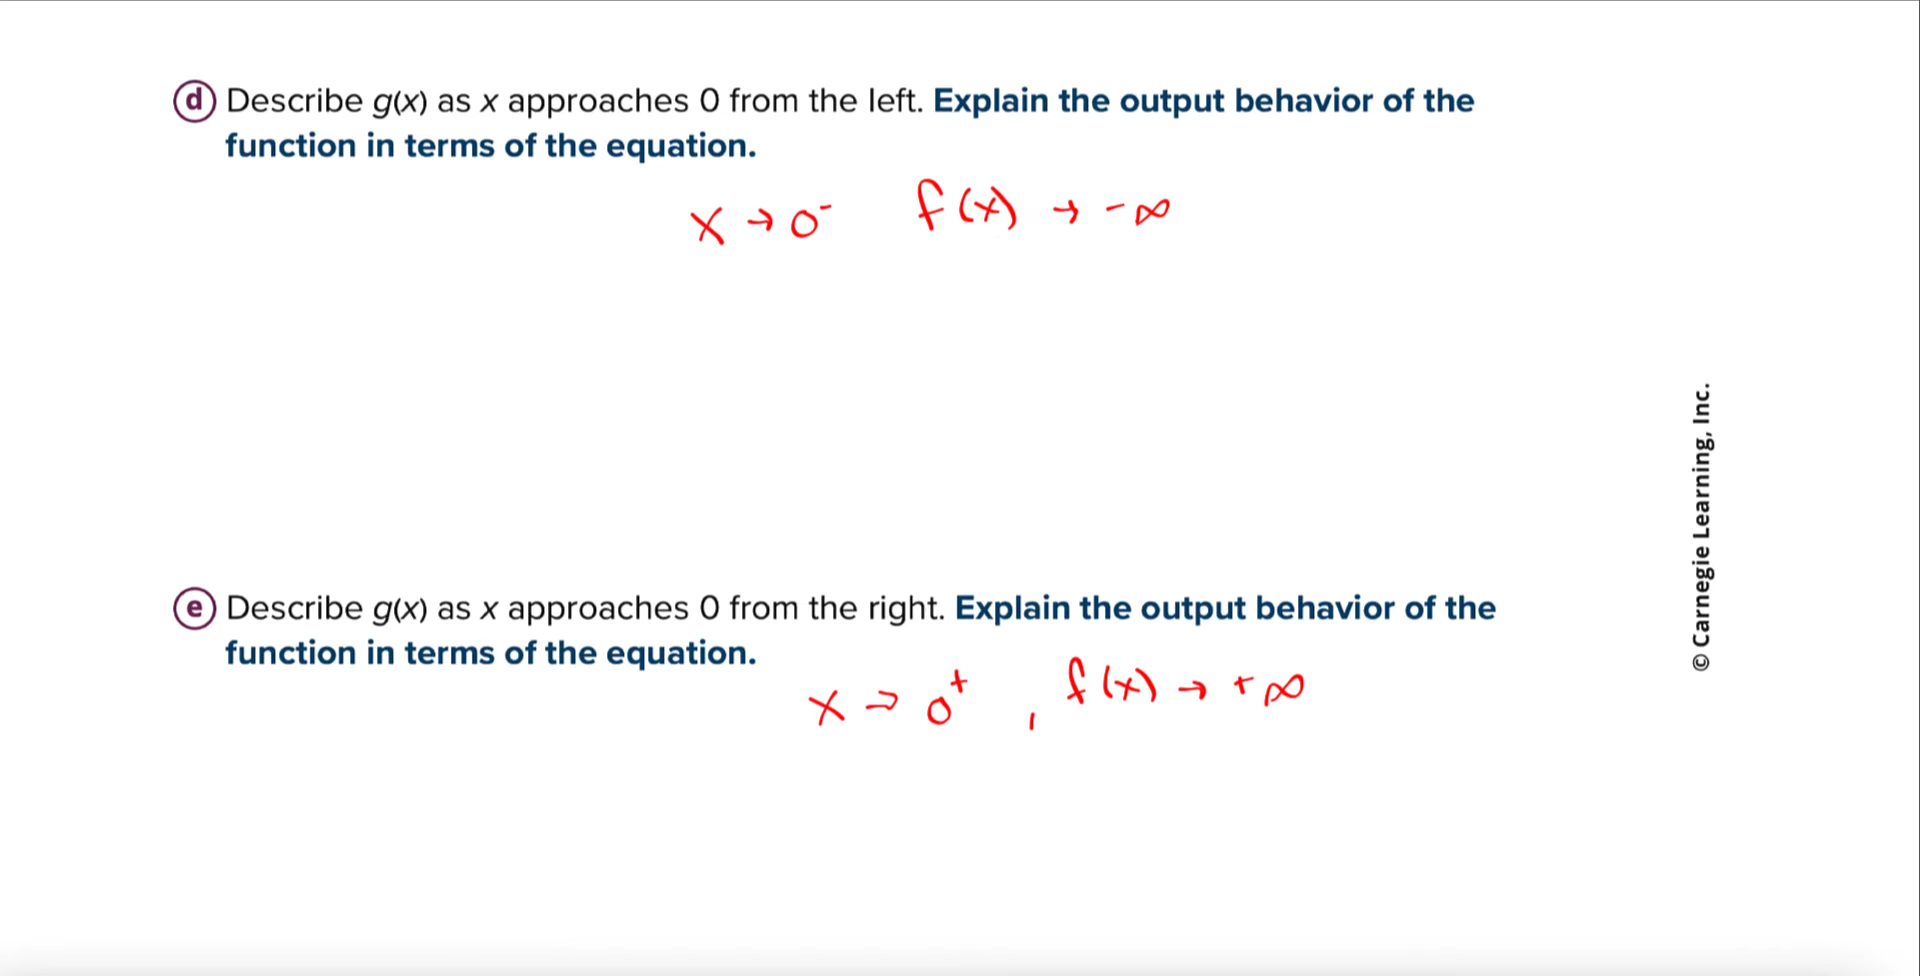 d Describe g(x) as x approaches 0 from the left. Explain the output behavior of the
function in terms of the equation.
x → 0⁻ f(x) → -∞
e Describe g(x) as x approaches 0 from the right. Explain the output behavior of the
function in terms of the equation.
x → 0⁺ , f(x) → +∞
© Carnegie Learning, Inc.